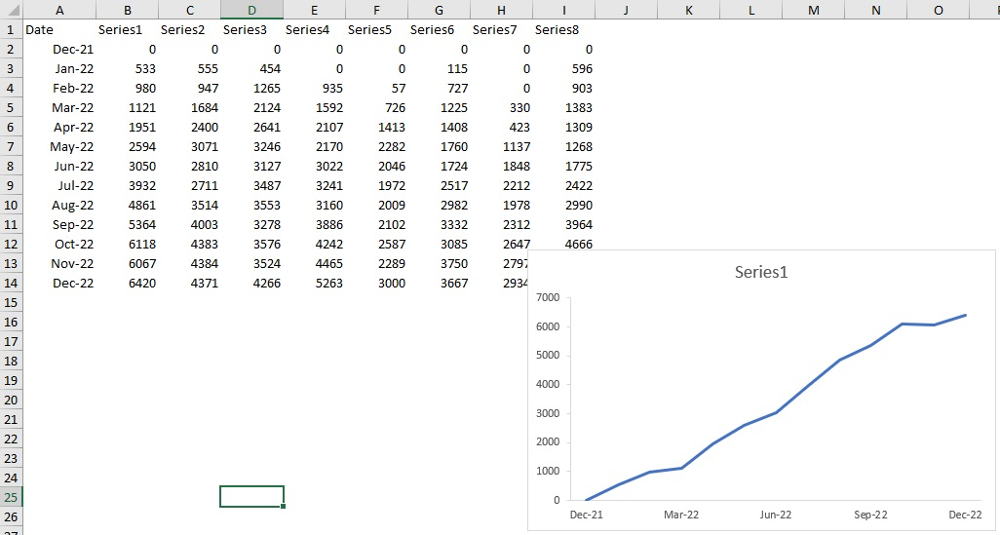 A B C D E F G H I J K L M N O
1 Date Series1 Series2 Series3 Series4 Series5 Series6 Series7 Series8
2 Dec-21 0 0 0 0 0 0 0 0
3 Jan-22 533 555 454 0 0 115 0 596
4 Feb-22 980 947 1265 935 57 727 0 903
5 Mar-22 1121 1684 2124 1592 726 1225 330 1383
6 Apr-22 1951 2400 2641 2107 1413 1408 423 1309
7 May-22 2594 3071 3246 2170 2282 1760 1137 1268
8 Jun-22 3050 2810 3127 3022 2046 1724 1848 1775
9 Jul-22 3932 2711 3487 3241 1972 2517 2212 2422
10 Aug-22 4861 3514 3553 3160 2009 2982 1978 2990
11 Sep-22 5364 4003 3278 3886 2102 3332 2312 3964
12 Oct-22 6118 4383 3576 4242 2587 3085 2647 4666
13 Nov-22 6067 4384 3524 4465 2289 3750 2797
14 Dec-22 6420 4371 4266 5263 3000 3667 2934
15
16
17
18
19
20
21
22
23
24
25
26
Series1
7000
6000
5000
4000
3000
2000
1000
0
Dec-21 Mar-22 Jun-22 Sep-22 Dec-22